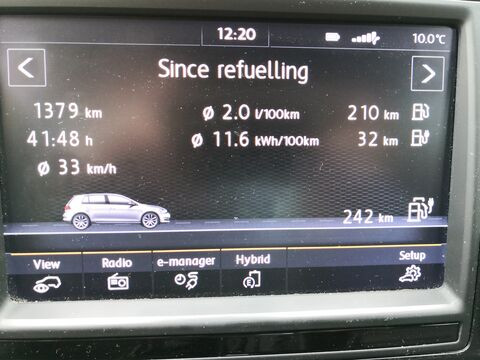 12:20
10.0°C
Since refuelling
1379 km
ø 2.0 l/100km
210 km
41:48 h
ø 11.6 kWh/100km
32 km
ø 33 km/h
242 km
View
Radio
e-manager
Hybrid
Setup
E